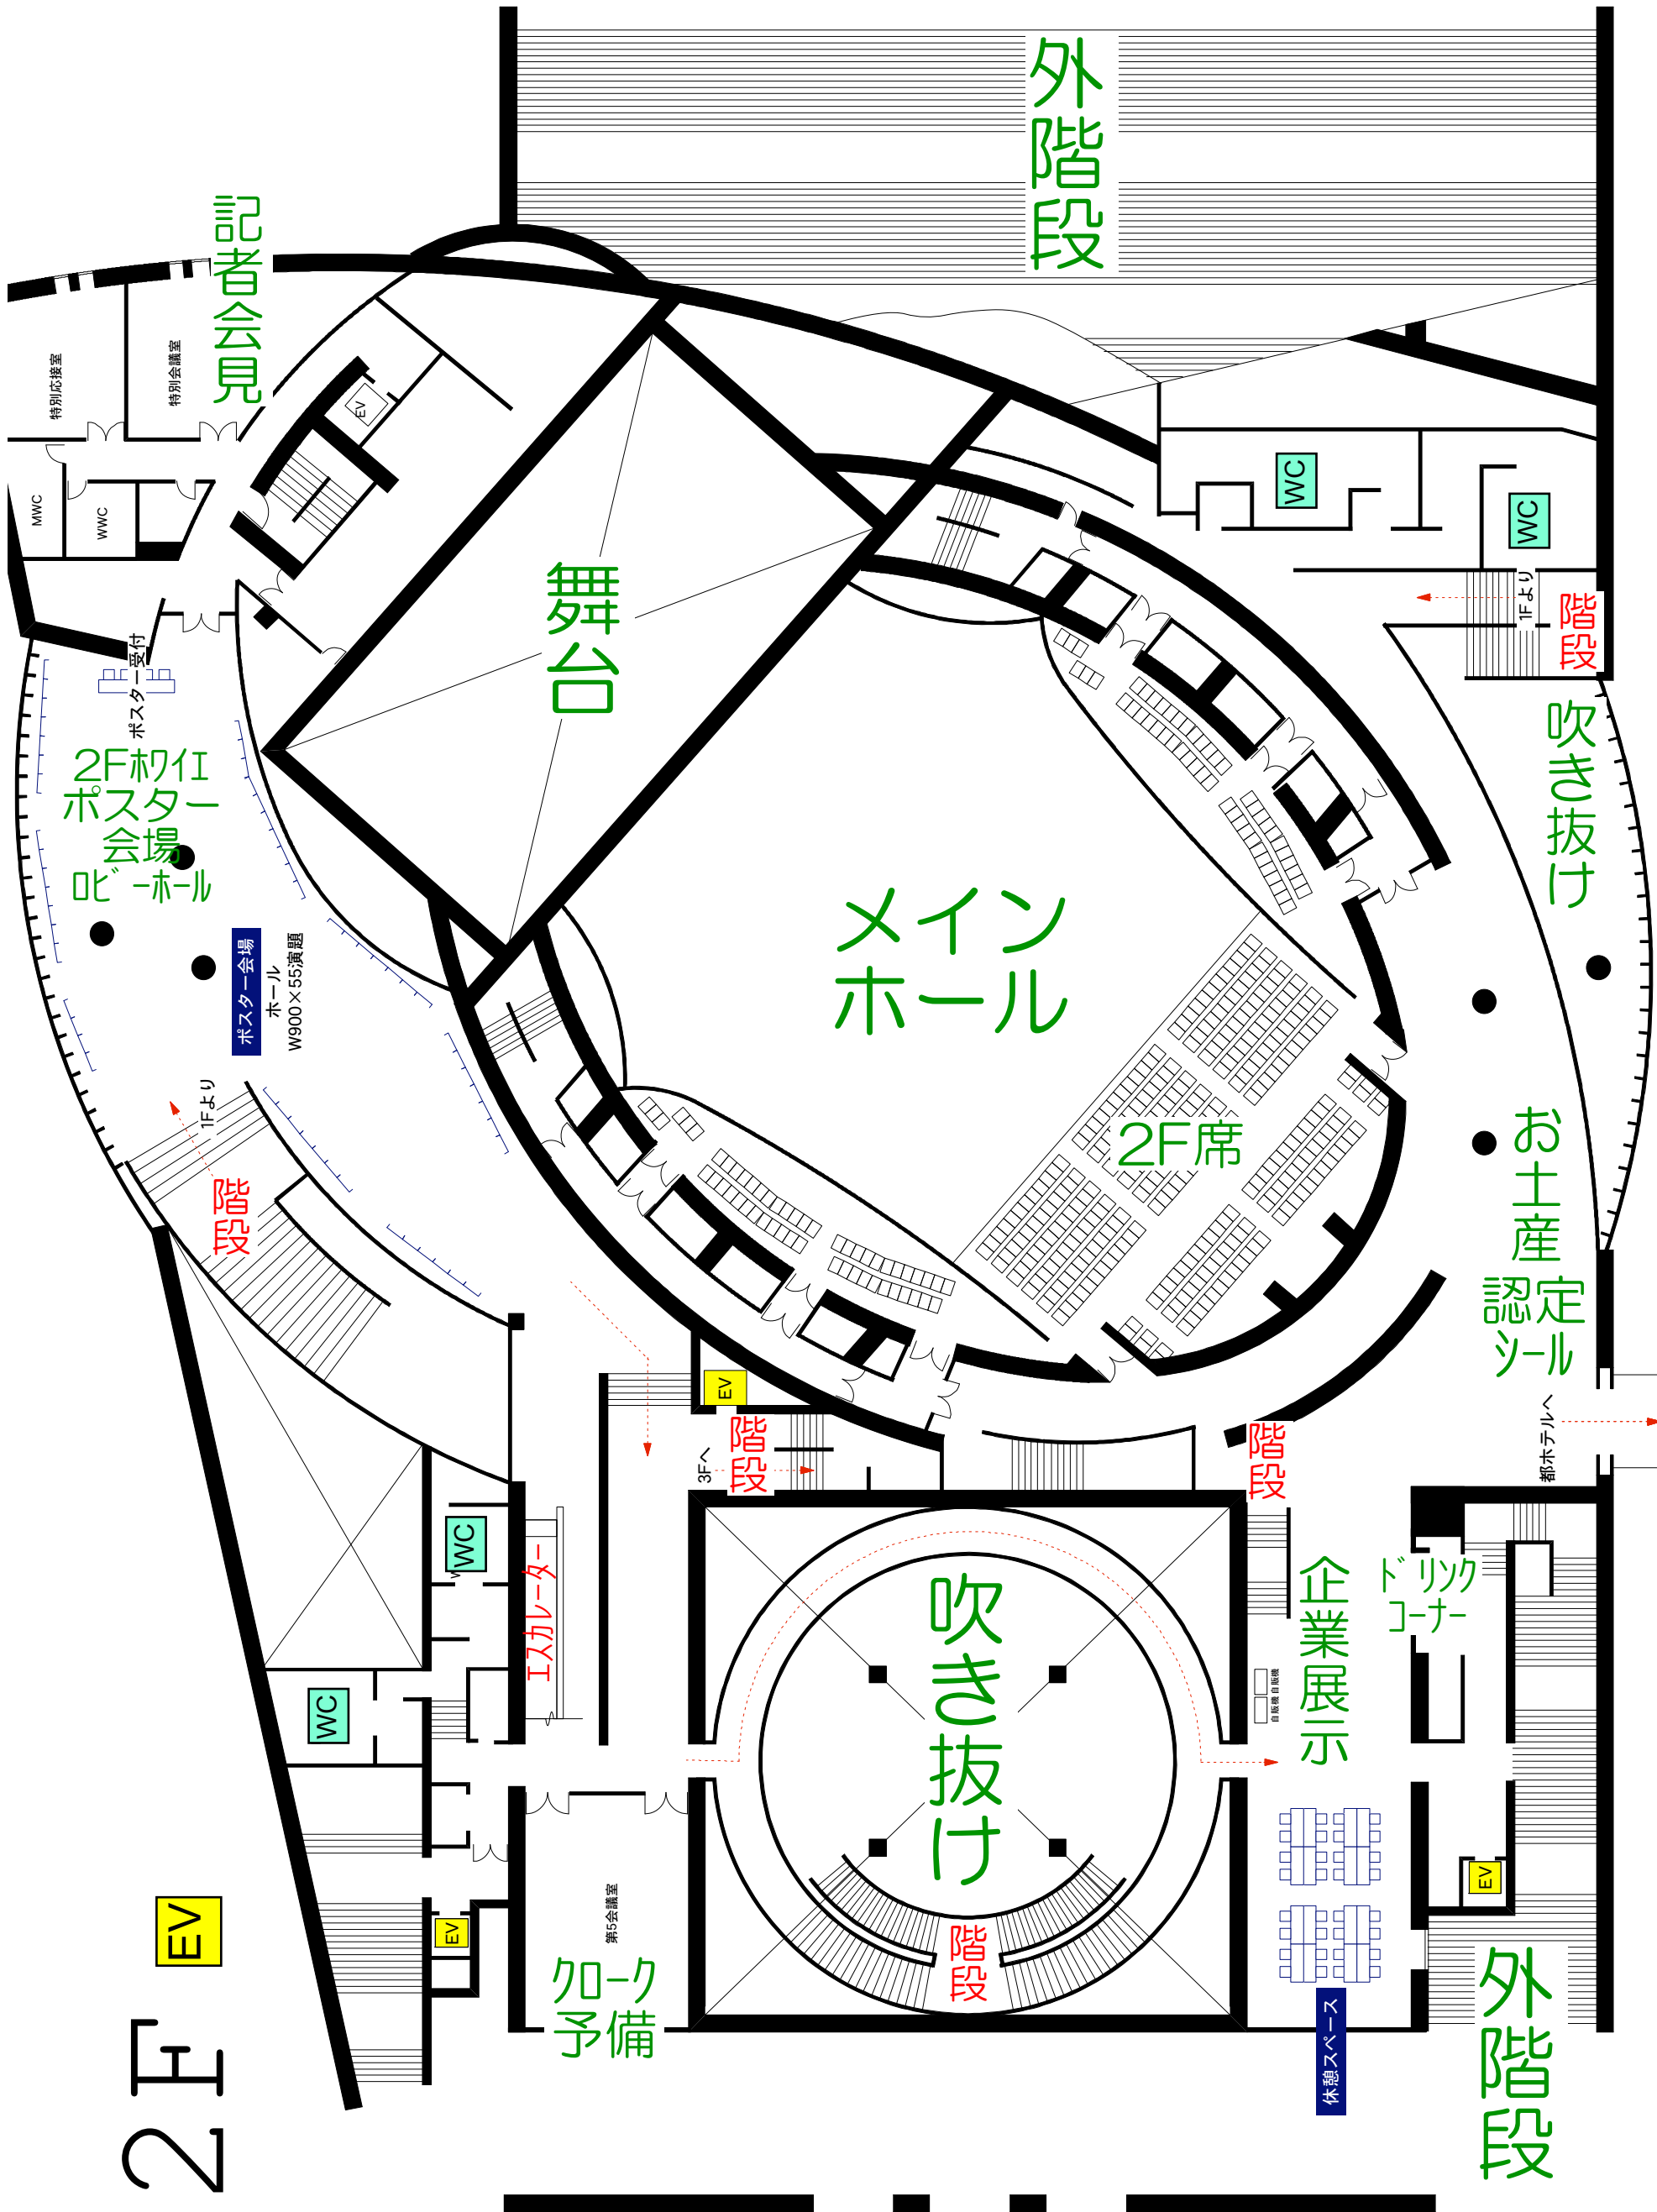 外階段
記者会見
特別応接室
特別会議室
EV
MWC
WWC
WC
WC
1Fより
階段
舞台
ポスター受付
2Fホワイエ
ポスター
会場
ロビーホール
吹き抜け
メイン
ホール
ポスター会場
ホール
W900×55演題
1Fより
階段
2F席
お土産
認定
シール
EV
階段
3Fへ
階段
都ホテルへ
WC
エスカレーター
吹き抜け
企業展示
ドリンク
コーナー
WC
自販機
自販機
EV
EV
第5会議室
階段
クローク
予備
休憩スペース
外階段
2F
EV